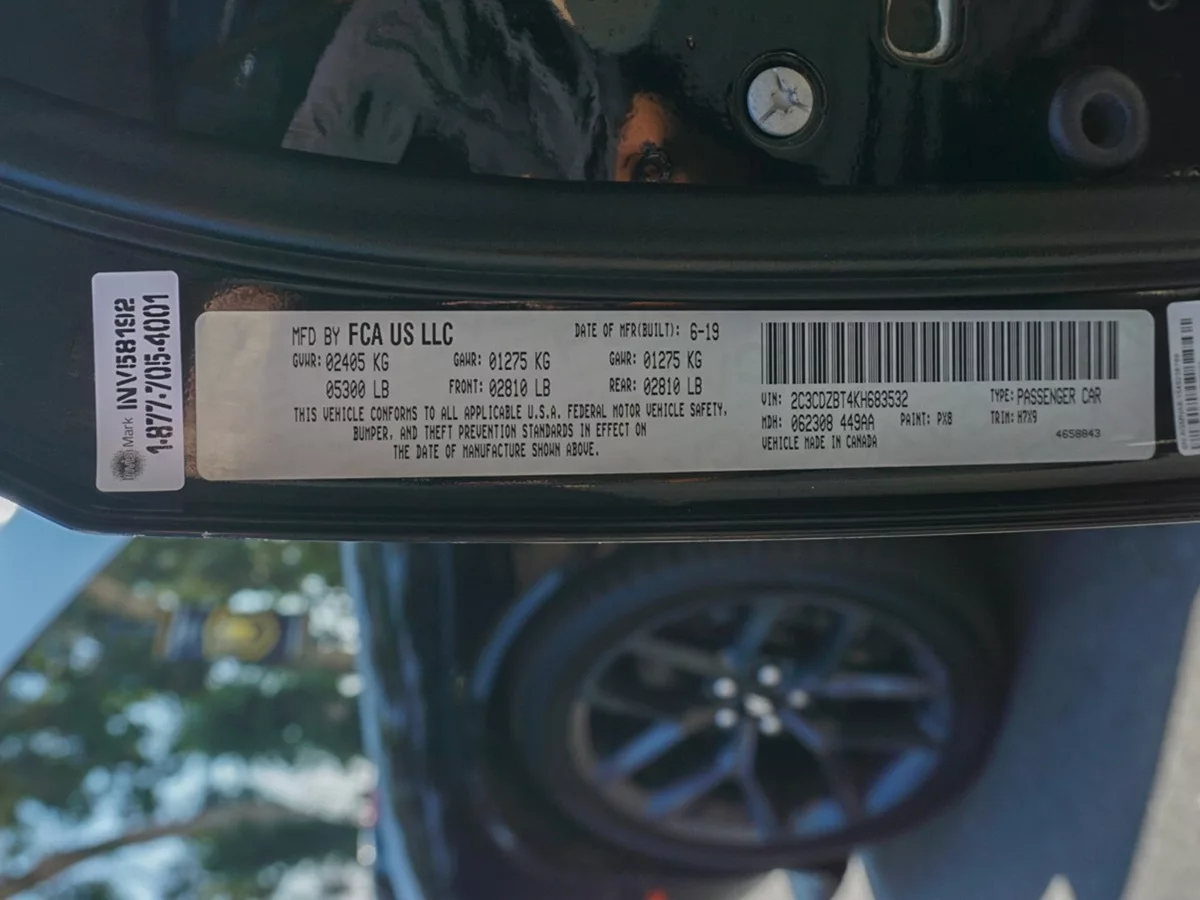 Mark INV58192
1-877-705-4001
MFD BY FCA US LLC
DATE OF MFR(BUILT): 6-19
GVWR: 02405 KG GAWR: 01275 KG GAWR: 01275 KG
05300 LB FRONT: 02810 LB REAR: 02810 LB
THIS VEHICLE CONFORMS TO ALL APPLICABLE U.S.A. FEDERAL MOTOR VEHICLE SAFETY,
BUMPER, AND THEFT PREVENTION STANDARDS IN EFFECT ON
THE DATE OF MANUFACTURE SHOWN ABOVE.
VIN: 2C3CDZBT4KH683532 TYPE: PASSENGER CAR
MDH: 062308 449AA PAINT: PX8 TRIM: H7X9
VEHICLE MADE IN CANADA 4658843